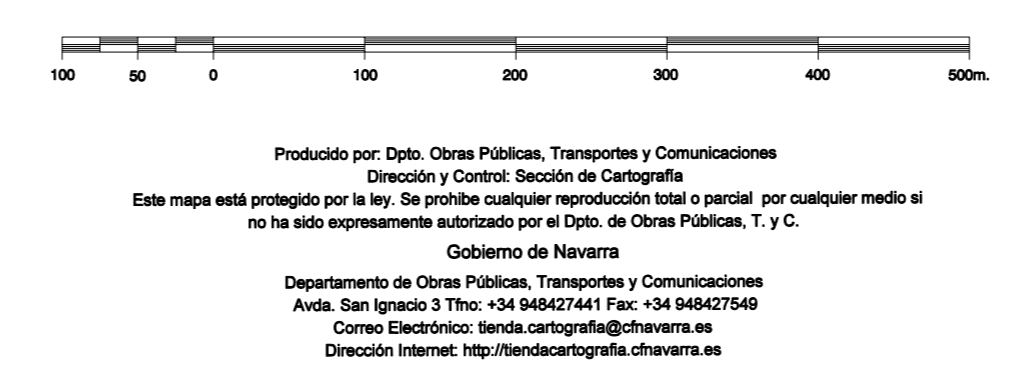 100 50 0 100 200 300 400 500m.
Producido por: Dpto. Obras Públicas, Transportes y Comunicaciones
Dirección y Control: Sección de Cartografía
Este mapa está protegido por la ley. Se prohibe cualquier reproducción total o parcial por cualquier medio si
no ha sido expresamente autorizado por el Dpto. de Obras Públicas, T. y C.
Gobierno de Navarra
Departamento de Obras Públicas, Transportes y Comunicaciones
Avda. San Ignacio 3 Tfno: +34 948427441 Fax: +34 948427549
Correo Electrónico: tienda.cartografia@cfnavarra.es
Dirección Internet: http://tiendacartografia.cfnavarra.es